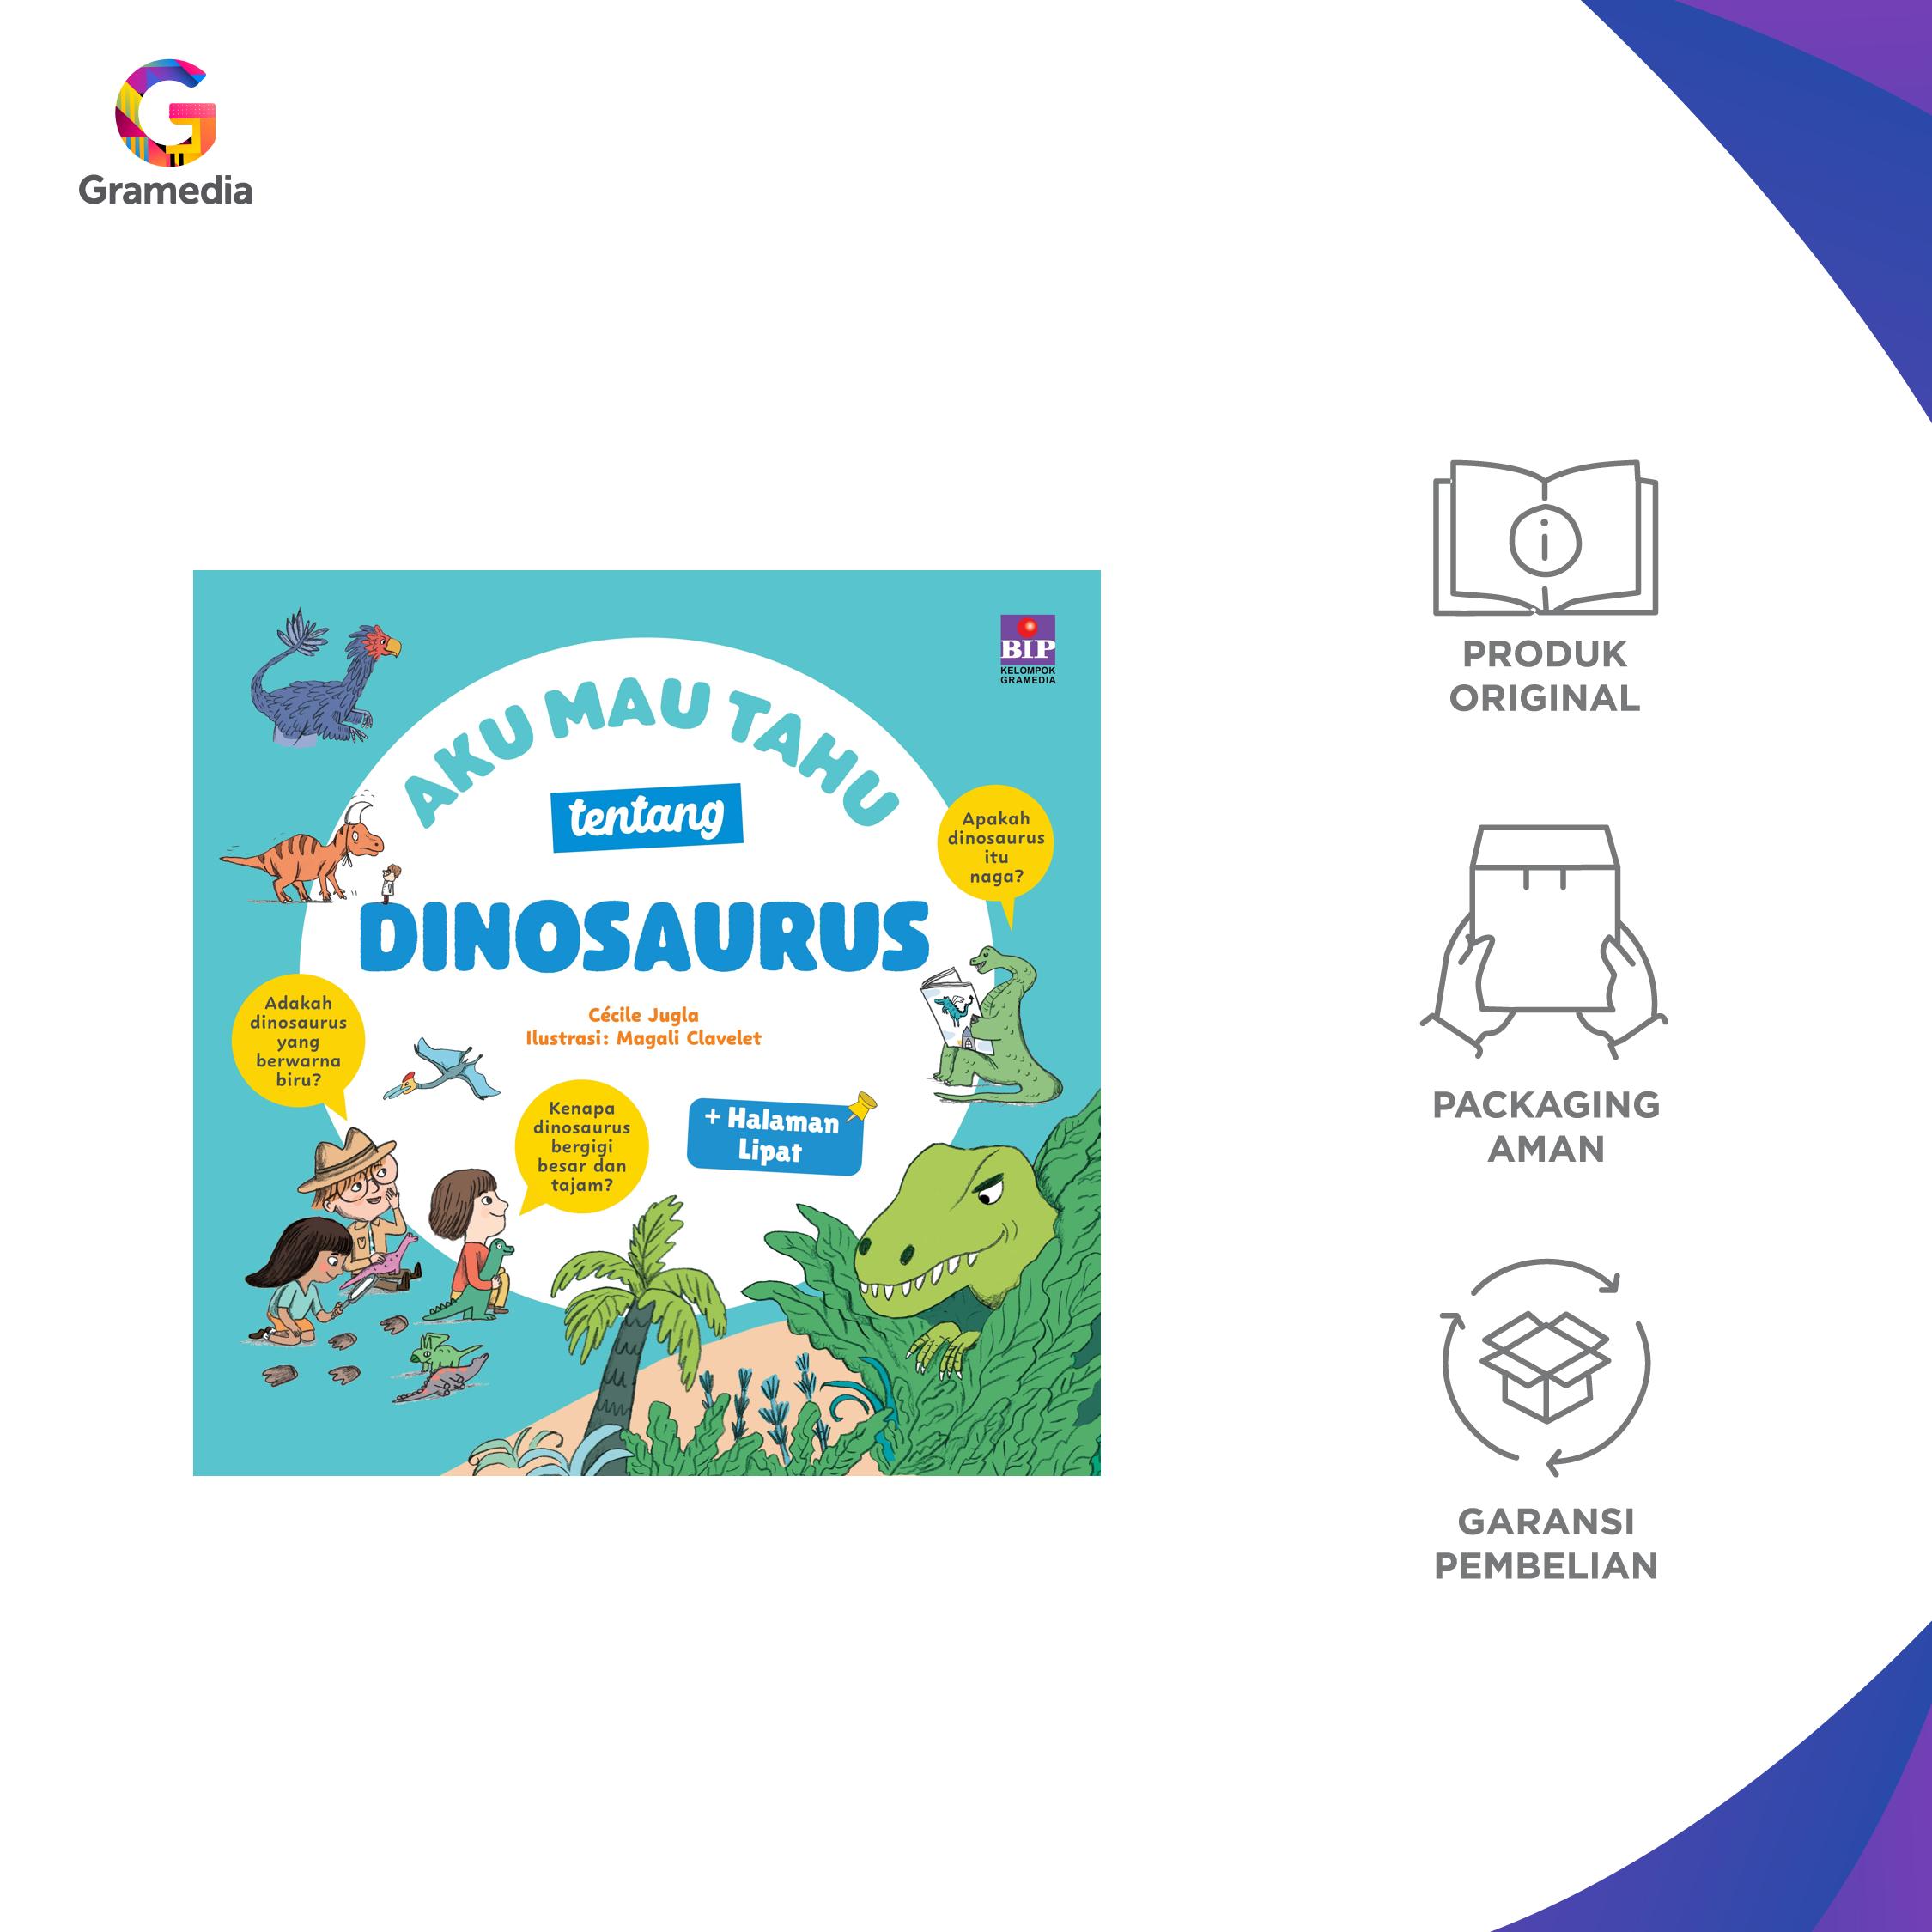 Gramedia
BIP
KELOMPOK
GRAMEDIA
AKU MAU TAHU
tentang
DINOSAURUS
Cécile Jugla
Ilustrasi: Magali Clavelet
Apakah
dinosaurus
itu
naga?
Adakah
dinosaurus
yang
berwarna
biru?
Kenapa
dinosaurus
bergigi
besar dan
tajam?
+ Halaman
Lipat
PRODUK
ORIGINAL
PACKAGING
AMAN
GARANSI
PEMBELIAN